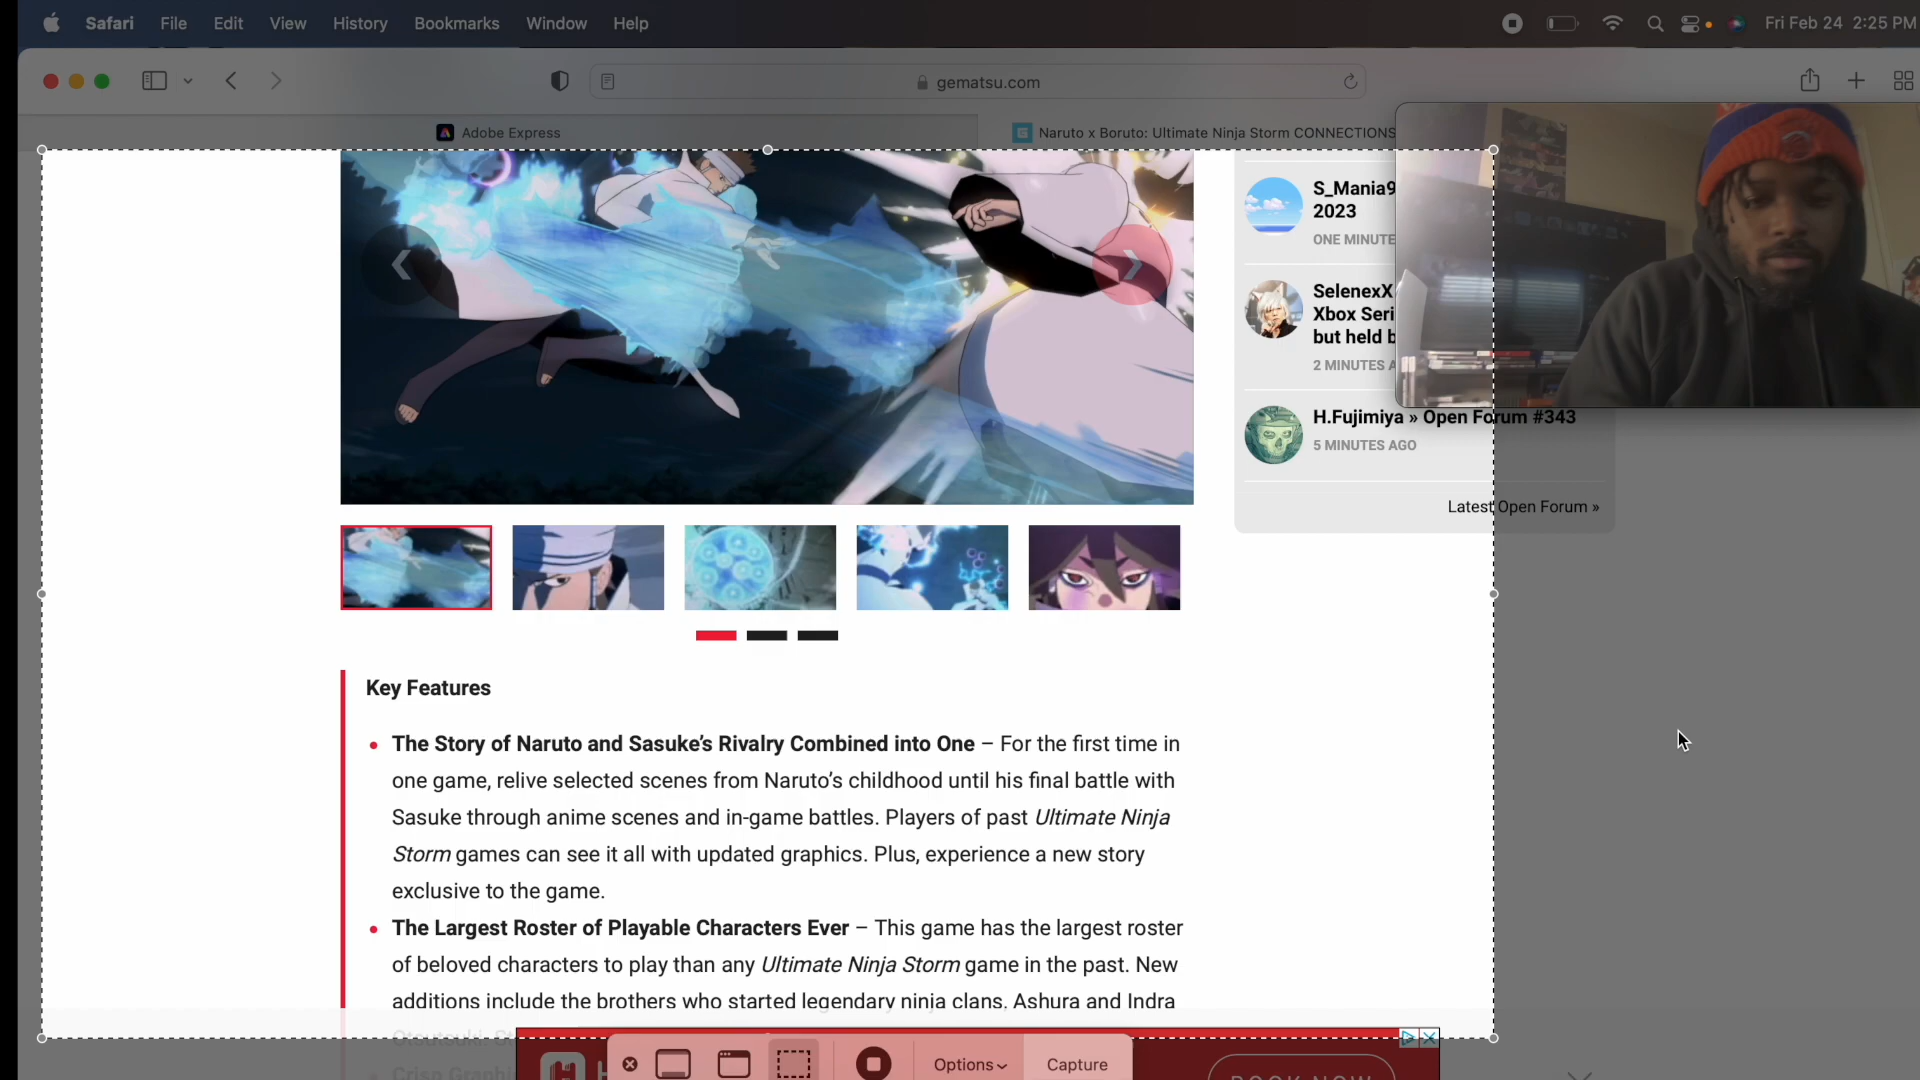 Safari File Edit View History Bookmarks Window Help
Fri Feb 24 2:25 PM
gematsu.com
Adobe Express
Naruto x Boroto: Ultimate Ninja Storm CONNECTIONS
S_Mania9
2023
ONE MINUTE
SelenexX
Xbox Seri
but held b
2 MINUTES A
H.Fujimiya » Open Forum #343
5 MINUTES AGO
Latest Open Forum »
Key Features
The Story of Naruto and Sasuke’s Rivalry Combined into One – For the first time in
one game, relive selected scenes from Naruto’s childhood until his final battle with
Sasuke through anime scenes and in-game battles. Players of past Ultimate Ninja
Storm games can see it all with updated graphics. Plus, experience a new story
exclusive to the game.
The Largest Roster of Playable Characters Ever – This game has the largest roster
of beloved characters to play than any Ultimate Ninja Storm game in the past. New
additions include the brothers who started legendary ninja clans, Ashura and Indra
Otsutsuki.
Crisp
Options
Capture
BOOK NOW